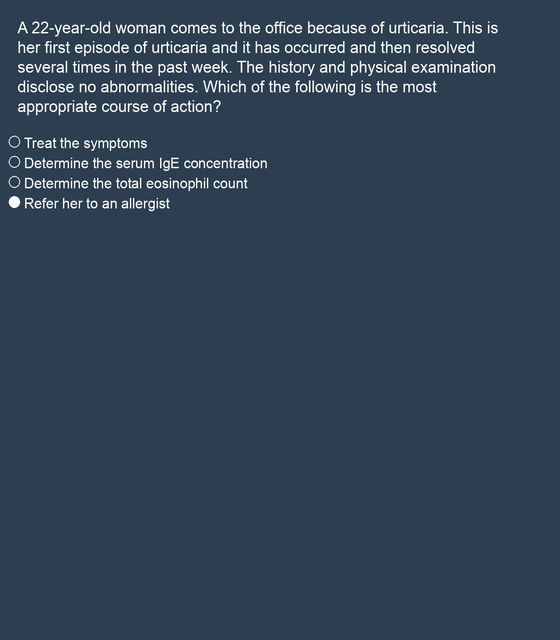 A 22-year-old woman comes to the office because of urticaria. This is
her first episode of urticaria and it has occurred and then resolved
several times in the past week. The history and physical examination
disclose no abnormalities. Which of the following is the most
appropriate course of action?
Treat the symptoms
Determine the serum IgE concentration
Determine the total eosinophil count
Refer her to an allergist